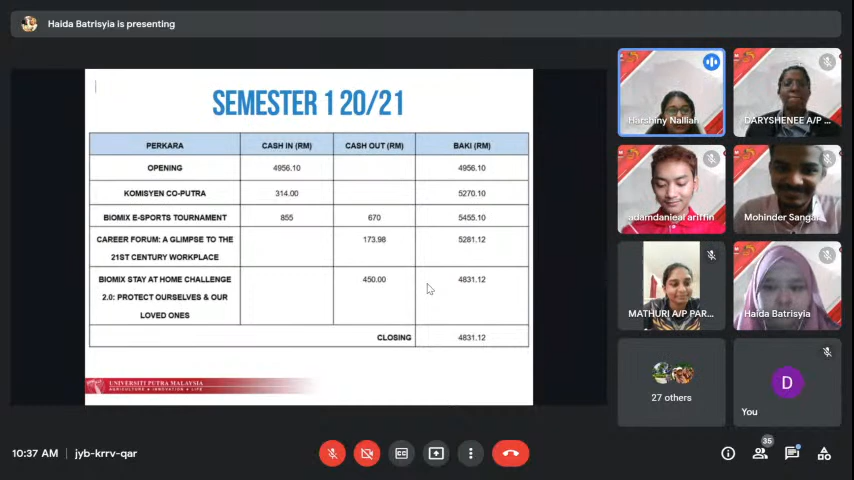 Haida Batrisyia is presenting
SEMESTER 1 20/21
PERKARA CASH IN (RM) CASH OUT (RM) BAKI (RM)
OPENING 4956.10 4956.10
KOMISYEN CO-PUTRA 314.00 5270.10
BIOMIX E-SPORTS TOURNAMENT 855 670 5455.10
CAREER FORUM: A GLIMPSE TO THE
21ST CENTURY WORKPLACE 173.98 5281.12
BIOMIX STAY AT HOME CHALLENGE
2.0: PROTECT OURSELVES & OUR
LOVED ONES 450.00 4831.12
CLOSING 4831.12
UNIVERSITI PUTRA MALAYSIA
AGRICULTURE • INNOVATION • LIFE
Harshiny Nalliah
DARYSHENEE A/P ...
adamdanieal ariffin
Mohinder Sangar
MATHURI A/P PAR...
Haida Batrisyia
27 others
D
You
10:37 AM | jyb-krrv-qar
35